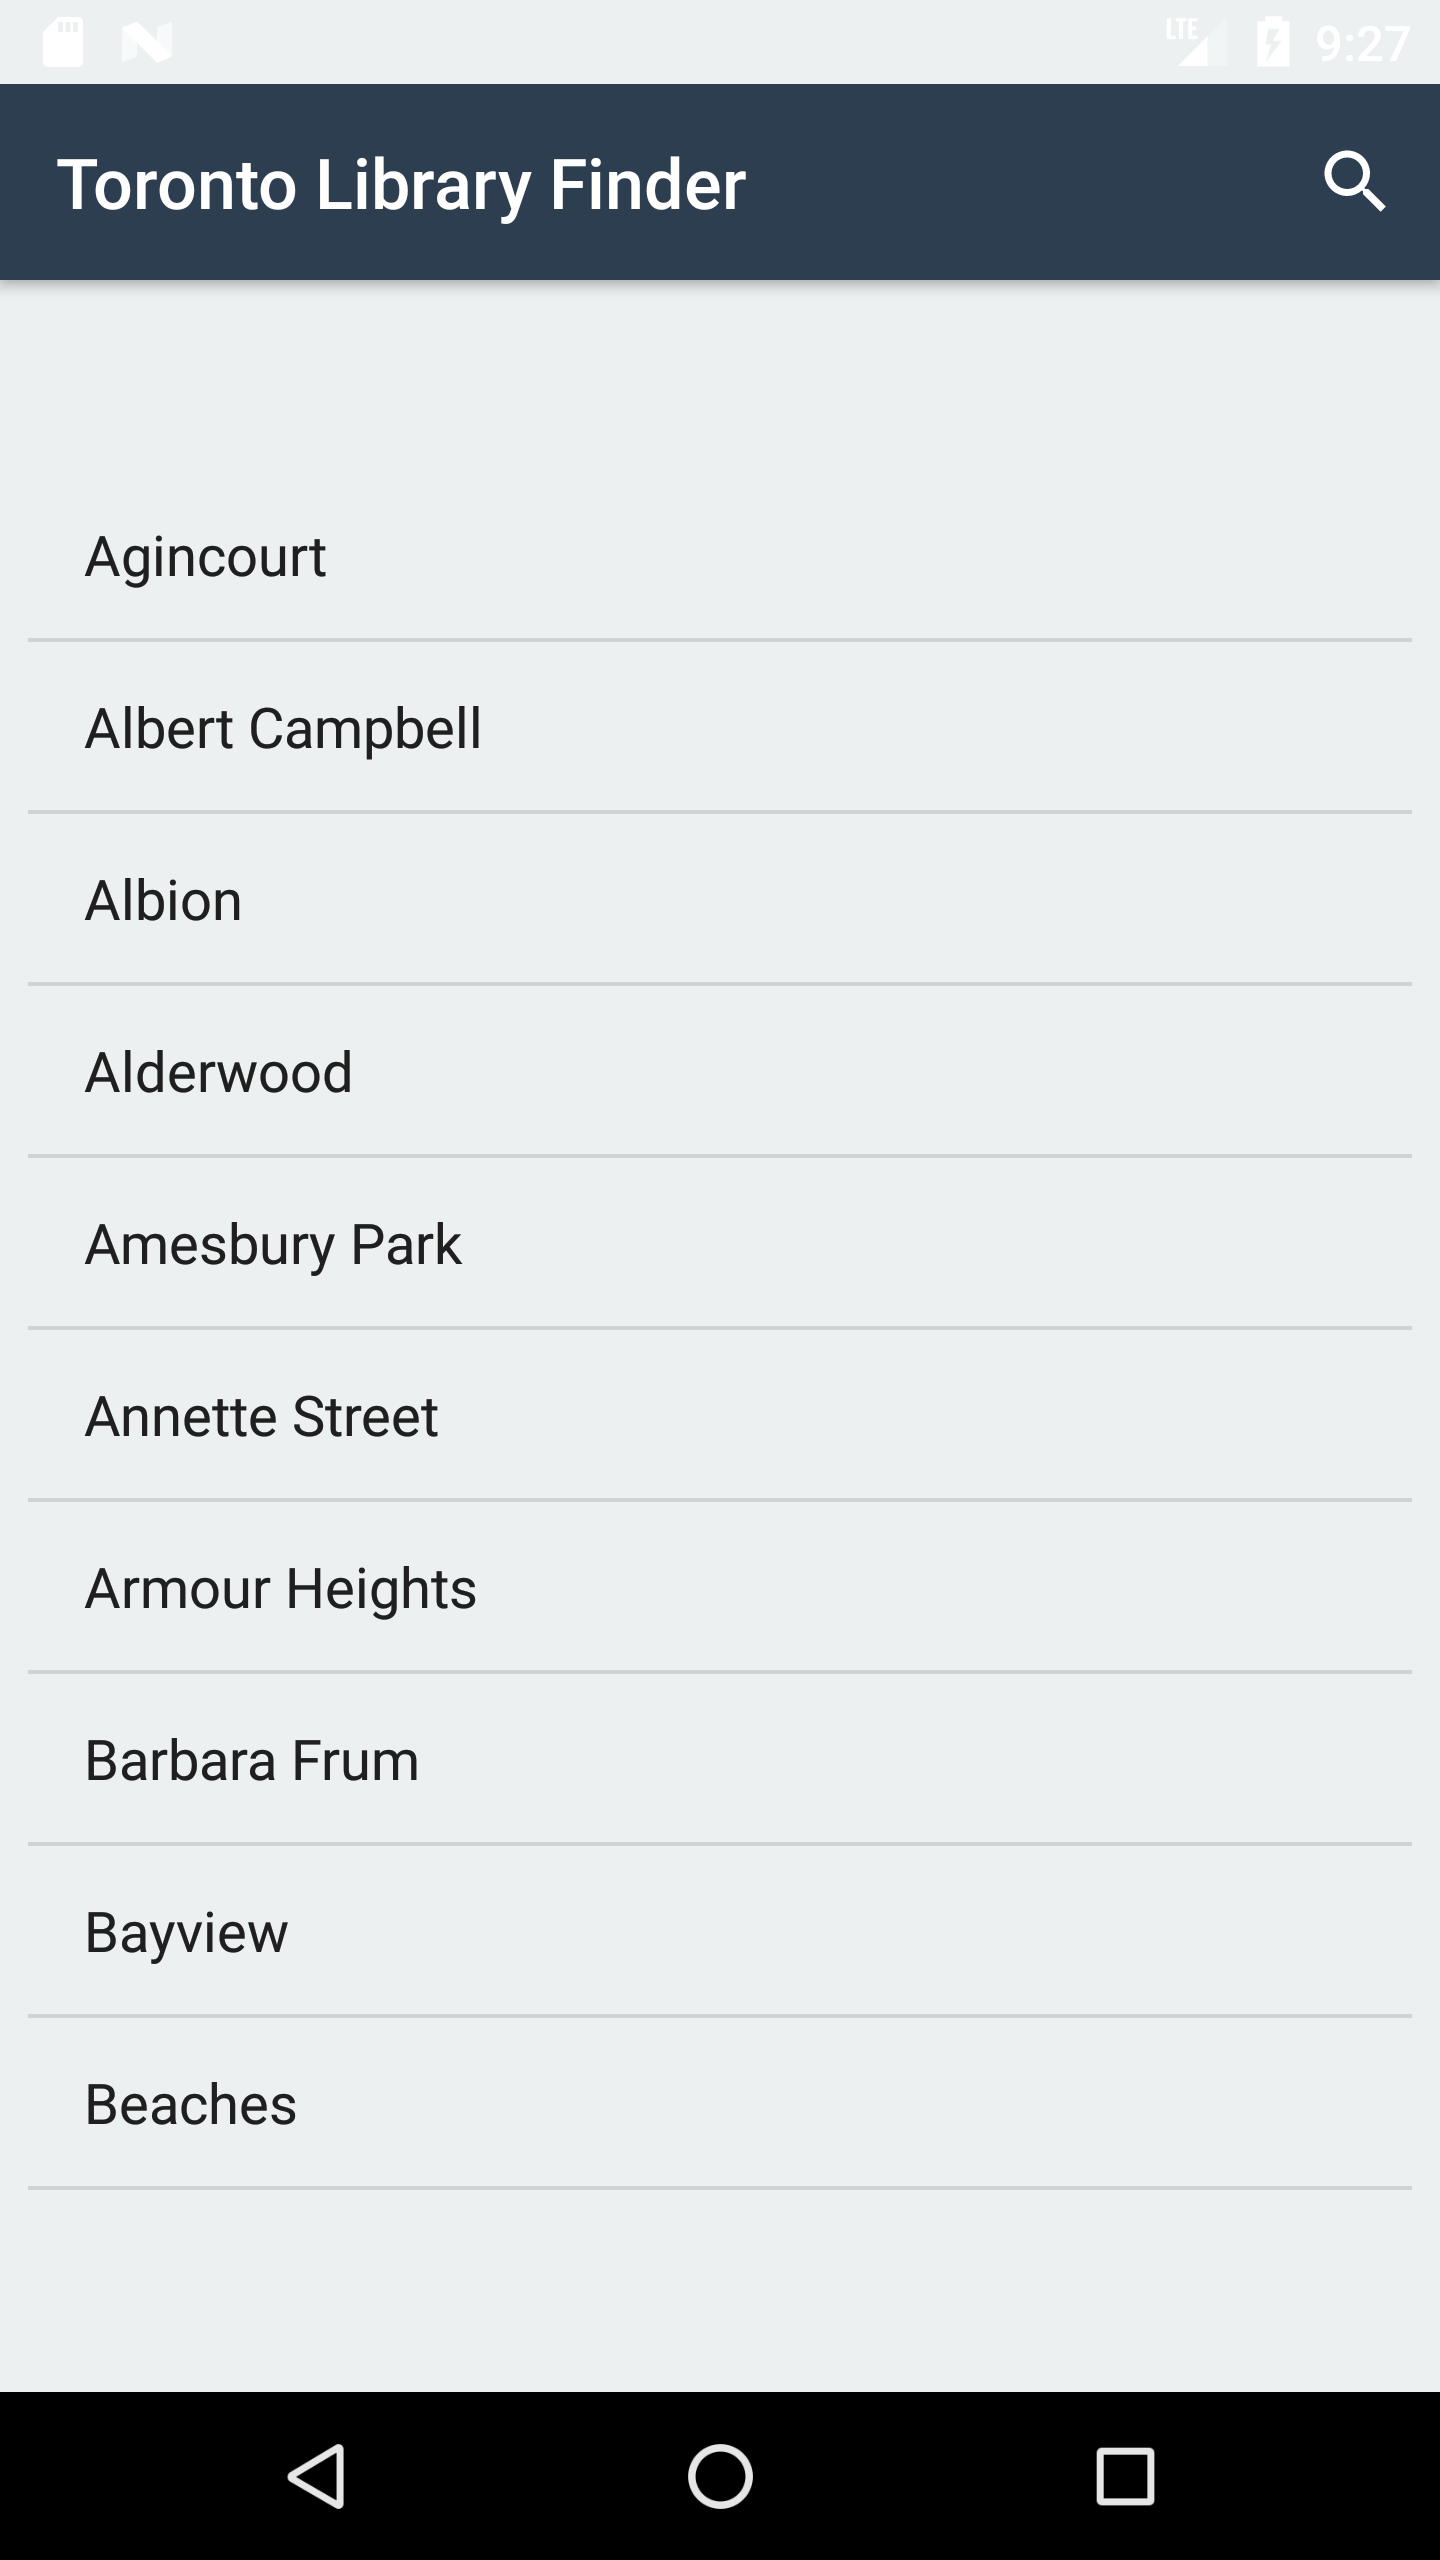 LTE 9:27
Toronto Library Finder
Agincourt
Albert Campbell
Albion
Alderwood
Amesbury Park
Annette Street
Armour Heights
Barbara Frum
Bayview
Beaches